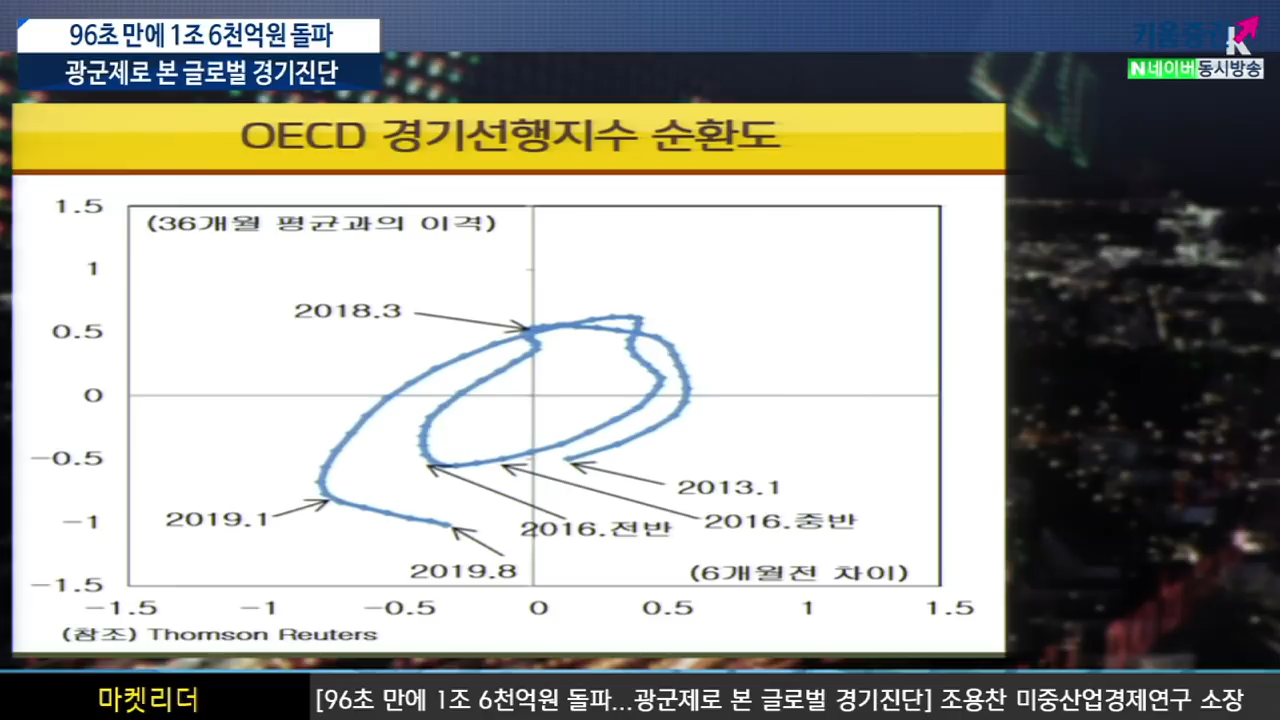 96초 만에 1조 6천억원 돌파
광군제로 본 글로벌 경기진단
키움증권
K
N네이버 동시방송
OECD 경기선행지수 순환도
1.5
(36개월 평균과의 이격)
1
2018.3
0.5
0
-0.5
2013.1
-1
2019.1
2016.전반
2016.중반
2019.8
(6개월전 차이)
-1.5
-1.5 -1 -0.5 0 0.5 1 1.5
(참조) Thomson Reuters
마켓리더
[96초 만에 1조 6천억원 돌파...광군제로 본 글로벌 경기진단] 조용찬 미중산업경제연구 소장